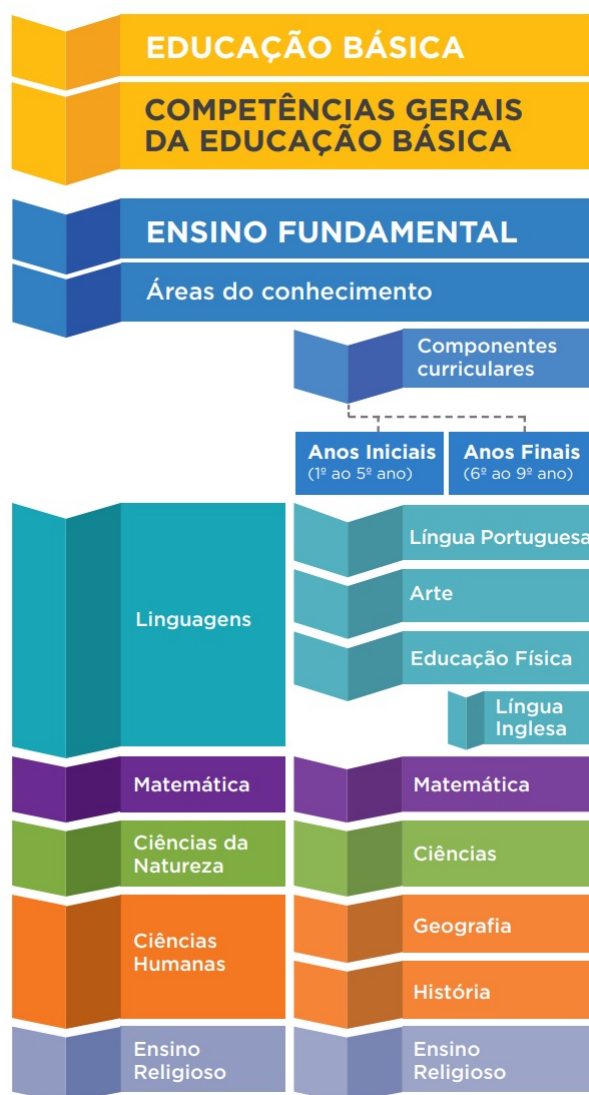 EDUCAÇÃO BÁSICA
COMPETÊNCIAS GERAIS
DA EDUCAÇÃO BÁSICA
ENSINO FUNDAMENTAL
Áreas do conhecimento
Componentes
curriculares
Anos Iniciais
(1º ao 5º ano)
Anos Finais
(6º ao 9º ano)
Linguagens
Língua Portuguesa
Arte
Educação Física
Língua
Inglesa
Matemática
Matemática
Ciências da
Natureza
Ciências
Ciências
Humanas
Geografia
História
Ensino
Religioso
Ensino
Religioso